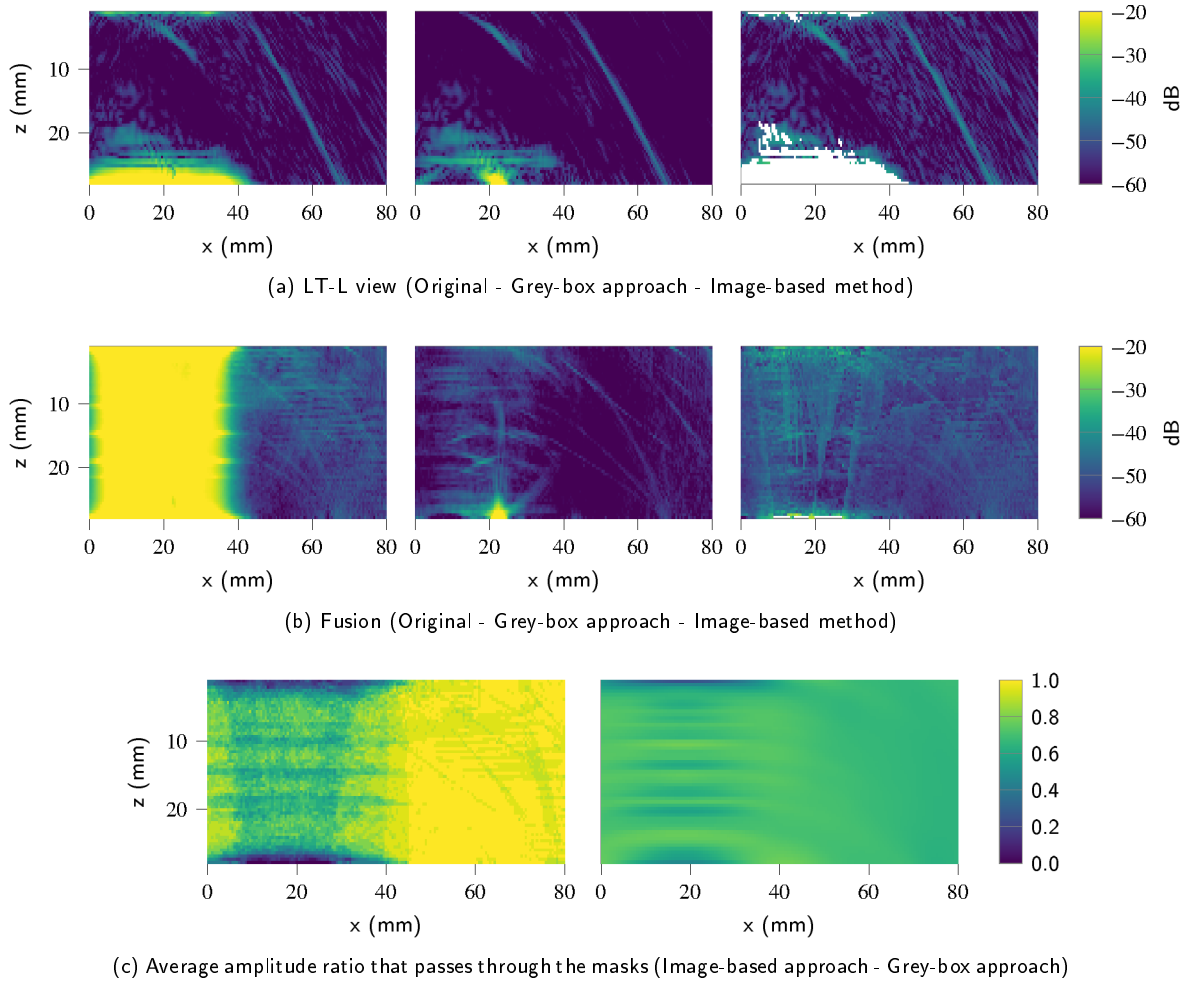 −20
10
−30
z (mm)
−40
dB
20
−50
−60
0 20 40 60 80 0 20 40 60 80 0 20 40 60 80
x (mm) x (mm) x (mm)
(a) LT-L view (Original - Grey-box approach - Image-based method)
−20
10
−30
z (mm)
−40
dB
20
−50
−60
0 20 40 60 80 0 20 40 60 80 0 20 40 60 80
x (mm) x (mm) x (mm)
(b) Fusion (Original - Grey-box approach - Image-based method)
1.0
0.8
10
z (mm)
0.6
0.4
20
0.2
0.0
0 20 40 60 80 0 20 40 60 80
x (mm) x (mm)
(c) Average amplitude ratio that passes through the masks (Image-based approach - Grey-box approach)